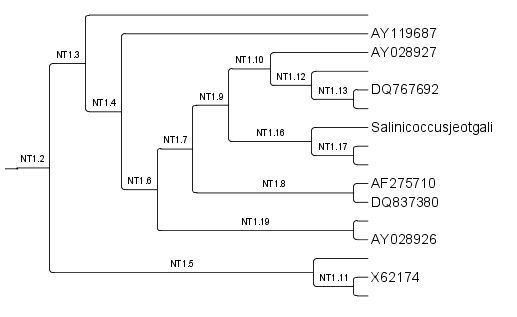 AY119687
NT1.3
AY028927
NT1.10
NT1.12
DQ767692
NT1.13
NT1.4
NT1.9
Salinicoccusjeotgali
NT1.16
NT1.7
NT1.17
NT1.2
NT1.6
NT1.8
AF275710
DQ837380
NT1.19
AY028926
NT1.5
NT1.11
X62174